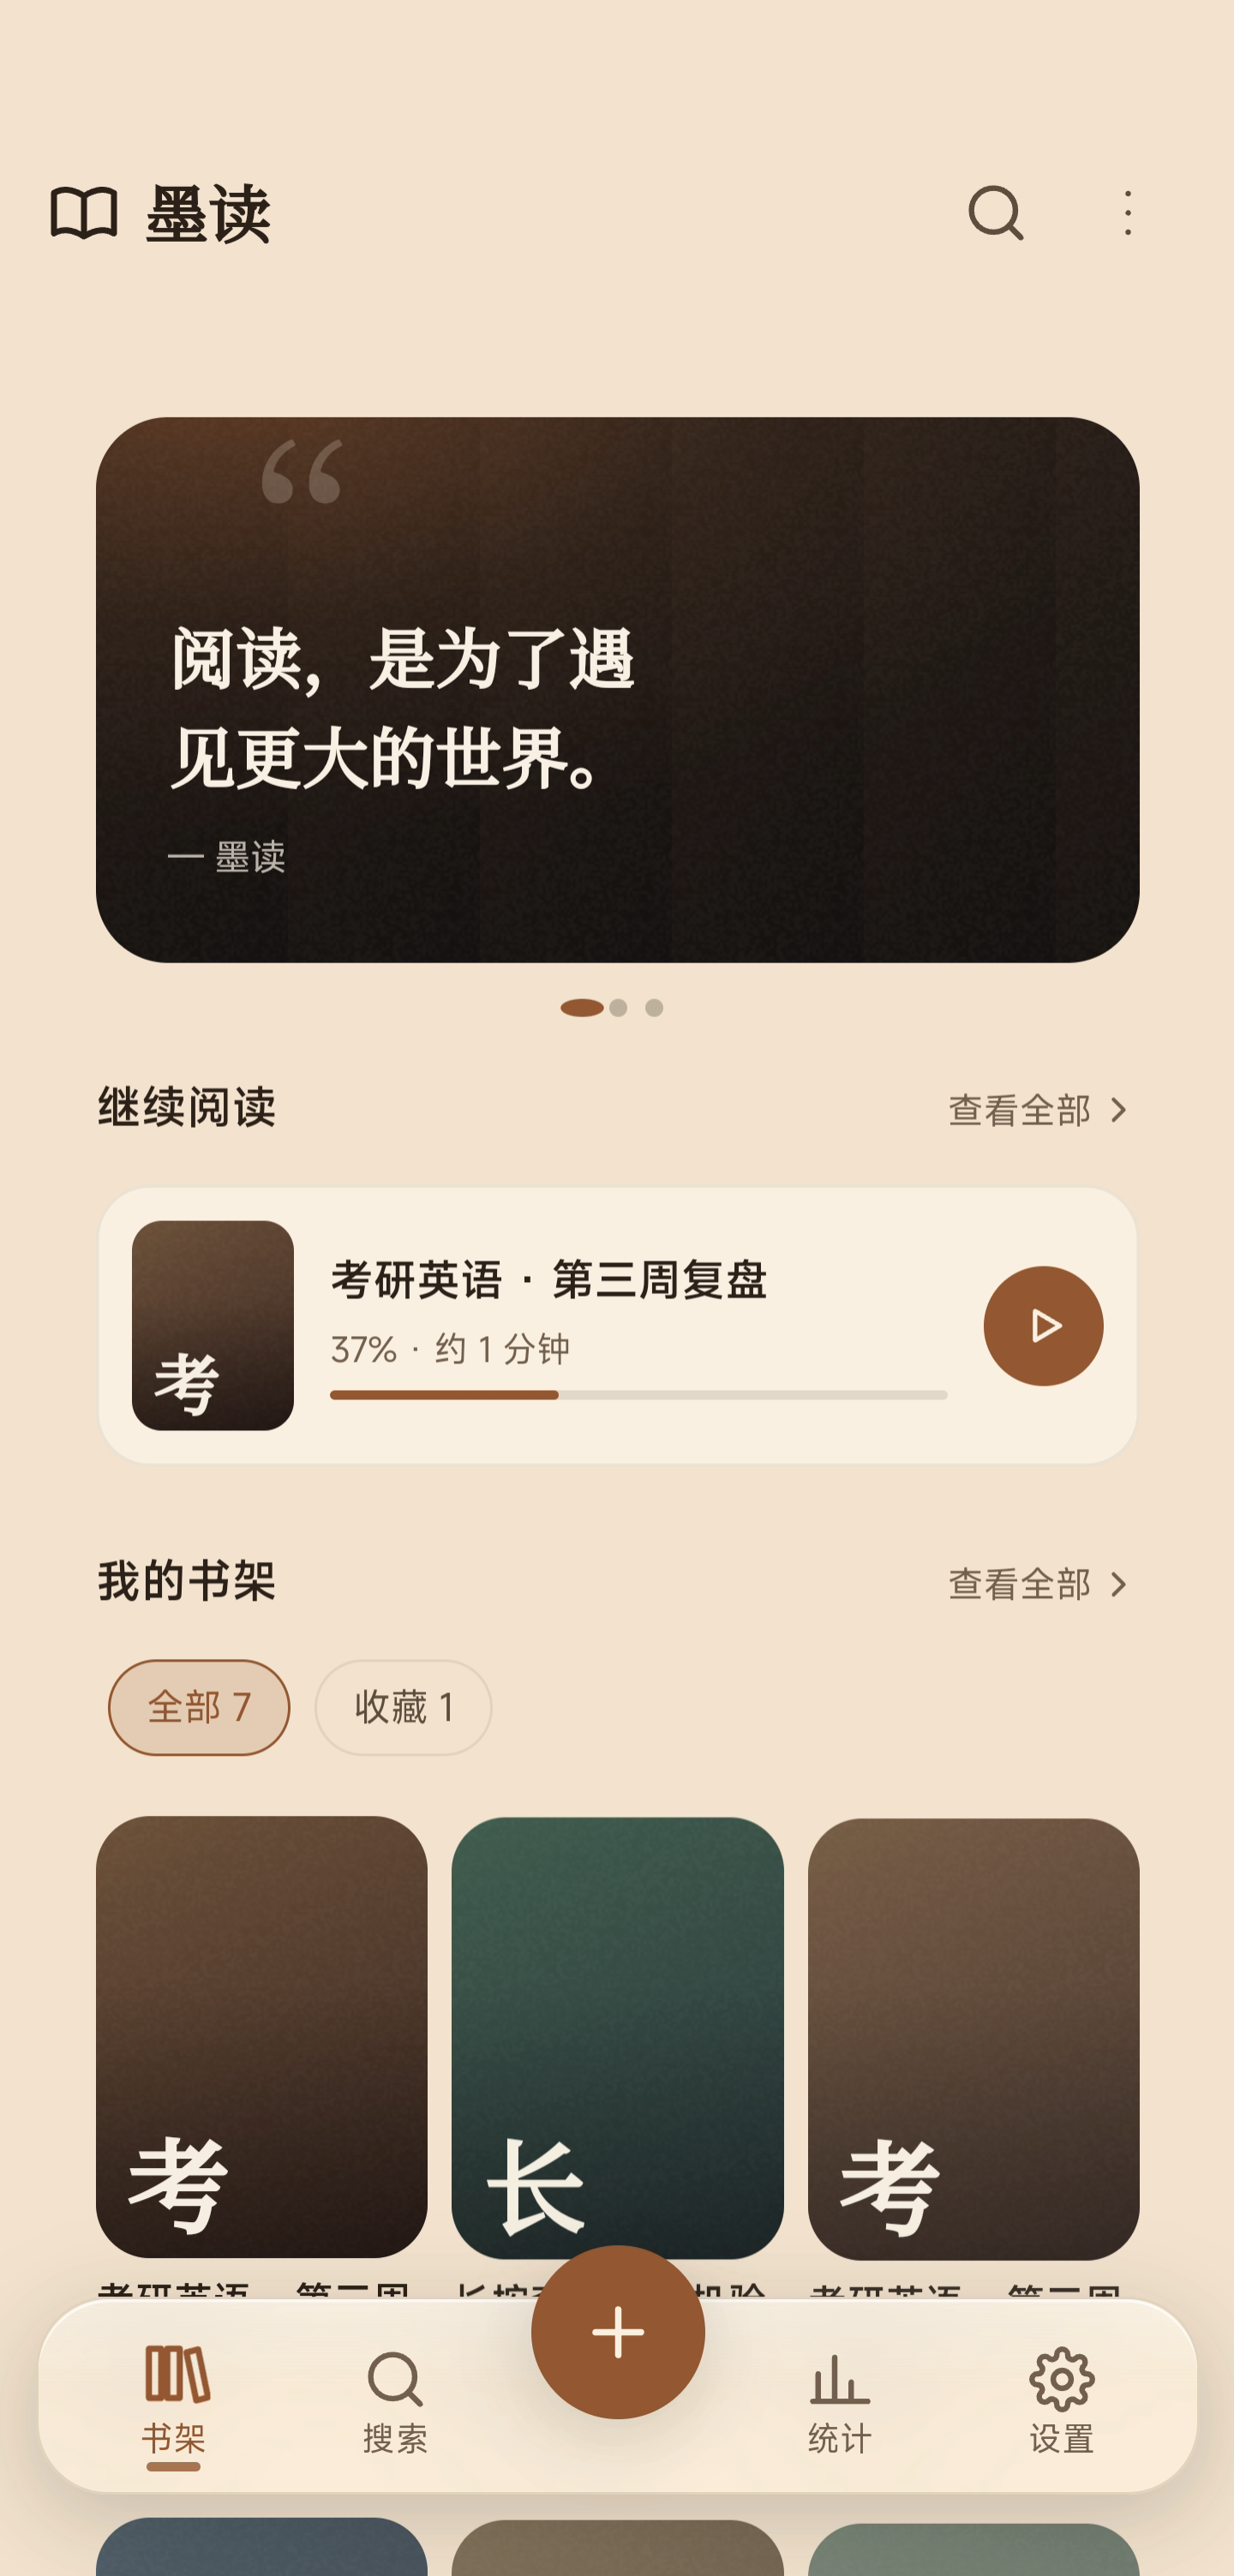 墨读
“
阅读，是为了遇
见更大的世界。
— 墨读
继续阅读
查看全部
考
考研英语 · 第三周复盘
37% · 约 1 分钟
我的书架
查看全部
全部 7
收藏 1
考
长
考
书架
搜索
统计
设置